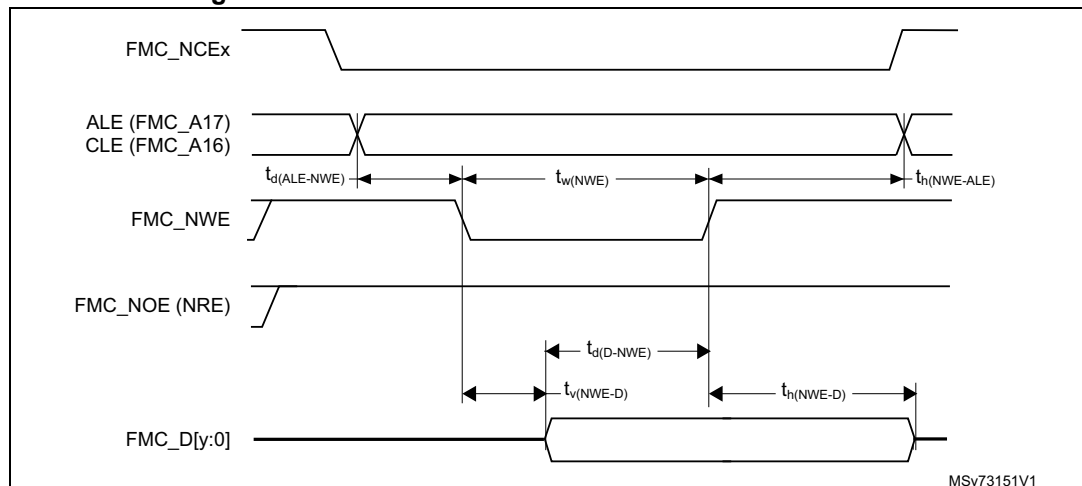 FMC_NCEx
ALE (FMC_A17)
CLE (FMC_A16)
td(ALE-NWE)
tw(NWE)
th(NWE-ALE)
FMC_NWE
FMC_NOE (NRE)
td(D-NWE)
tv(NWE-D)
th(NWE-D)
FMC_D[y:0]
MSv73151V1